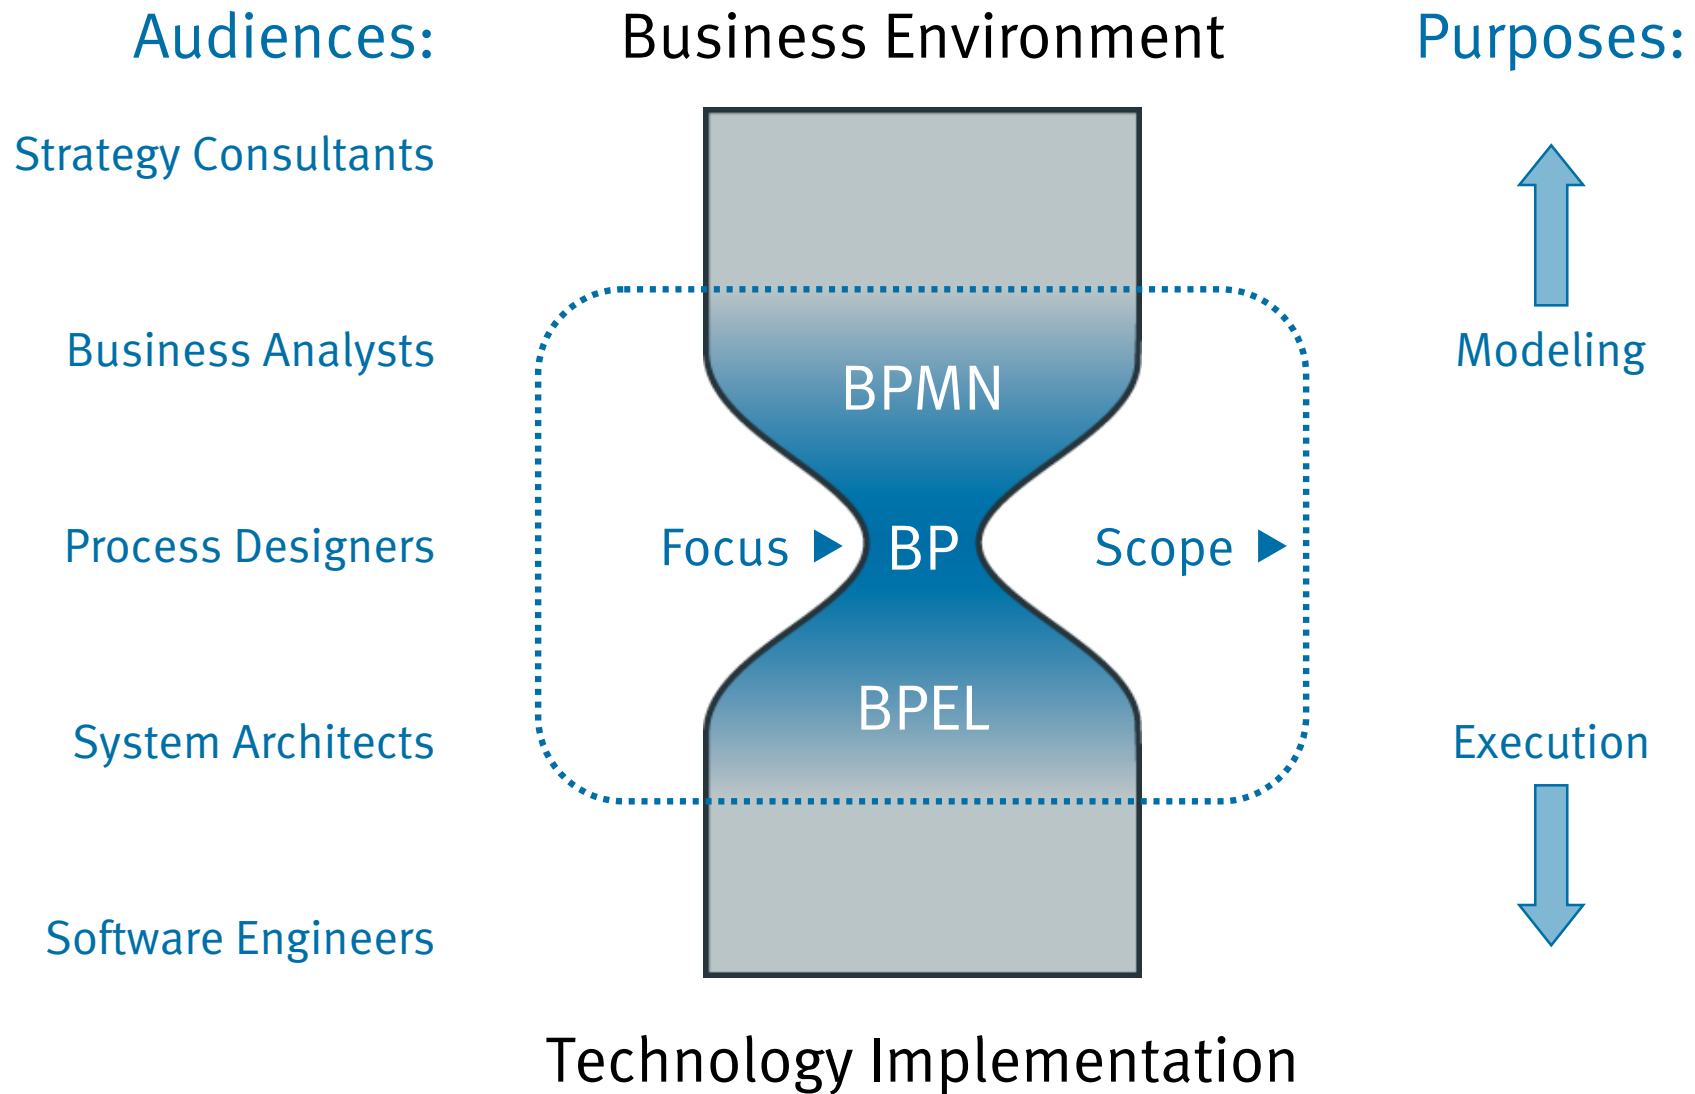 Audiences:
Business Environment
Purposes:
Strategy Consultants
Business Analysts
BPMN
Modeling
Process Designers
Focus ▶
BP
Scope ▶
BPEL
System Architects
Execution
Software Engineers
Technology Implementation